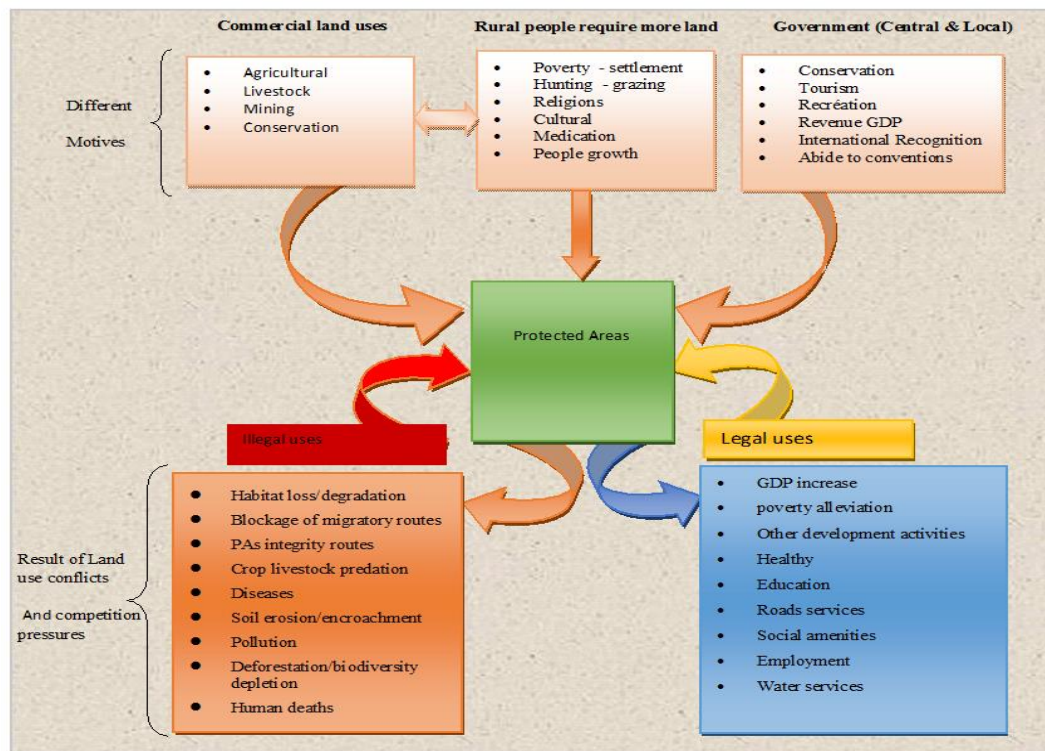 Commercial land uses
Rural people require more land
Government (Central & Local)
Different
Motives
• Agricultural
• Livestock
• Mining
• Conservation
• Poverty - settlement
• Hunting - grazing
• Religions
• Cultural
• Medication
• People growth
• Conservation
• Tourism
• Recréation
• Revenue GDP
• International Recognition
• Abide to conventions
Protected Areas
Illegal uses
Legal uses
Result of Land
use conflicts
And competition
pressures
• Habitat loss/degradation
• Blockage of migratory routes
• PAs integrity routes
• Crop livestock predation
• Diseases
• Soil erosion/encroachment
• Pollution
• Deforestation/biodiversity
depletion
• Human deaths
• GDP increase
• poverty alleviation
• Other development activities
• Healthy
• Education
• Roads services
• Social amenities
• Employment
• Water services